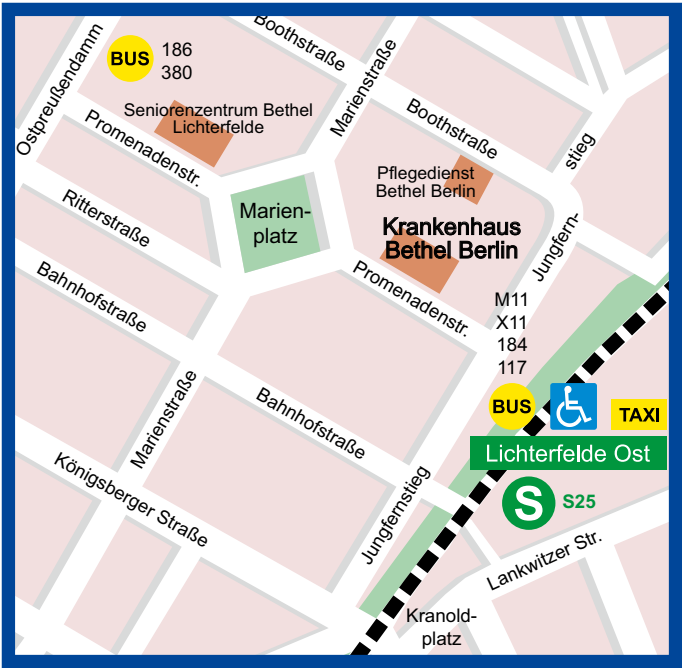 Boothstraße
Ostpreußendamm
BUS
186
380
Marienstraße
Seniorenzentrum Bethel
Lichterfelde
Boothstraße
Promenadenstr.
stieg
Pflegedienst
Bethel Berlin
Marien-
platz
Ritterstraße
Krankenhaus
Bethel Berlin
Jungfern-
Bahnhofstraße
Promenadenstr.
M11
X11
184
117
BUS
TAXI
Marienstraße
Bahnhofstraße
Lichterfelde Ost
Königsberger Straße
Jungfernstieg
S
S25
Lankwitzer Str.
Kranold-
platz